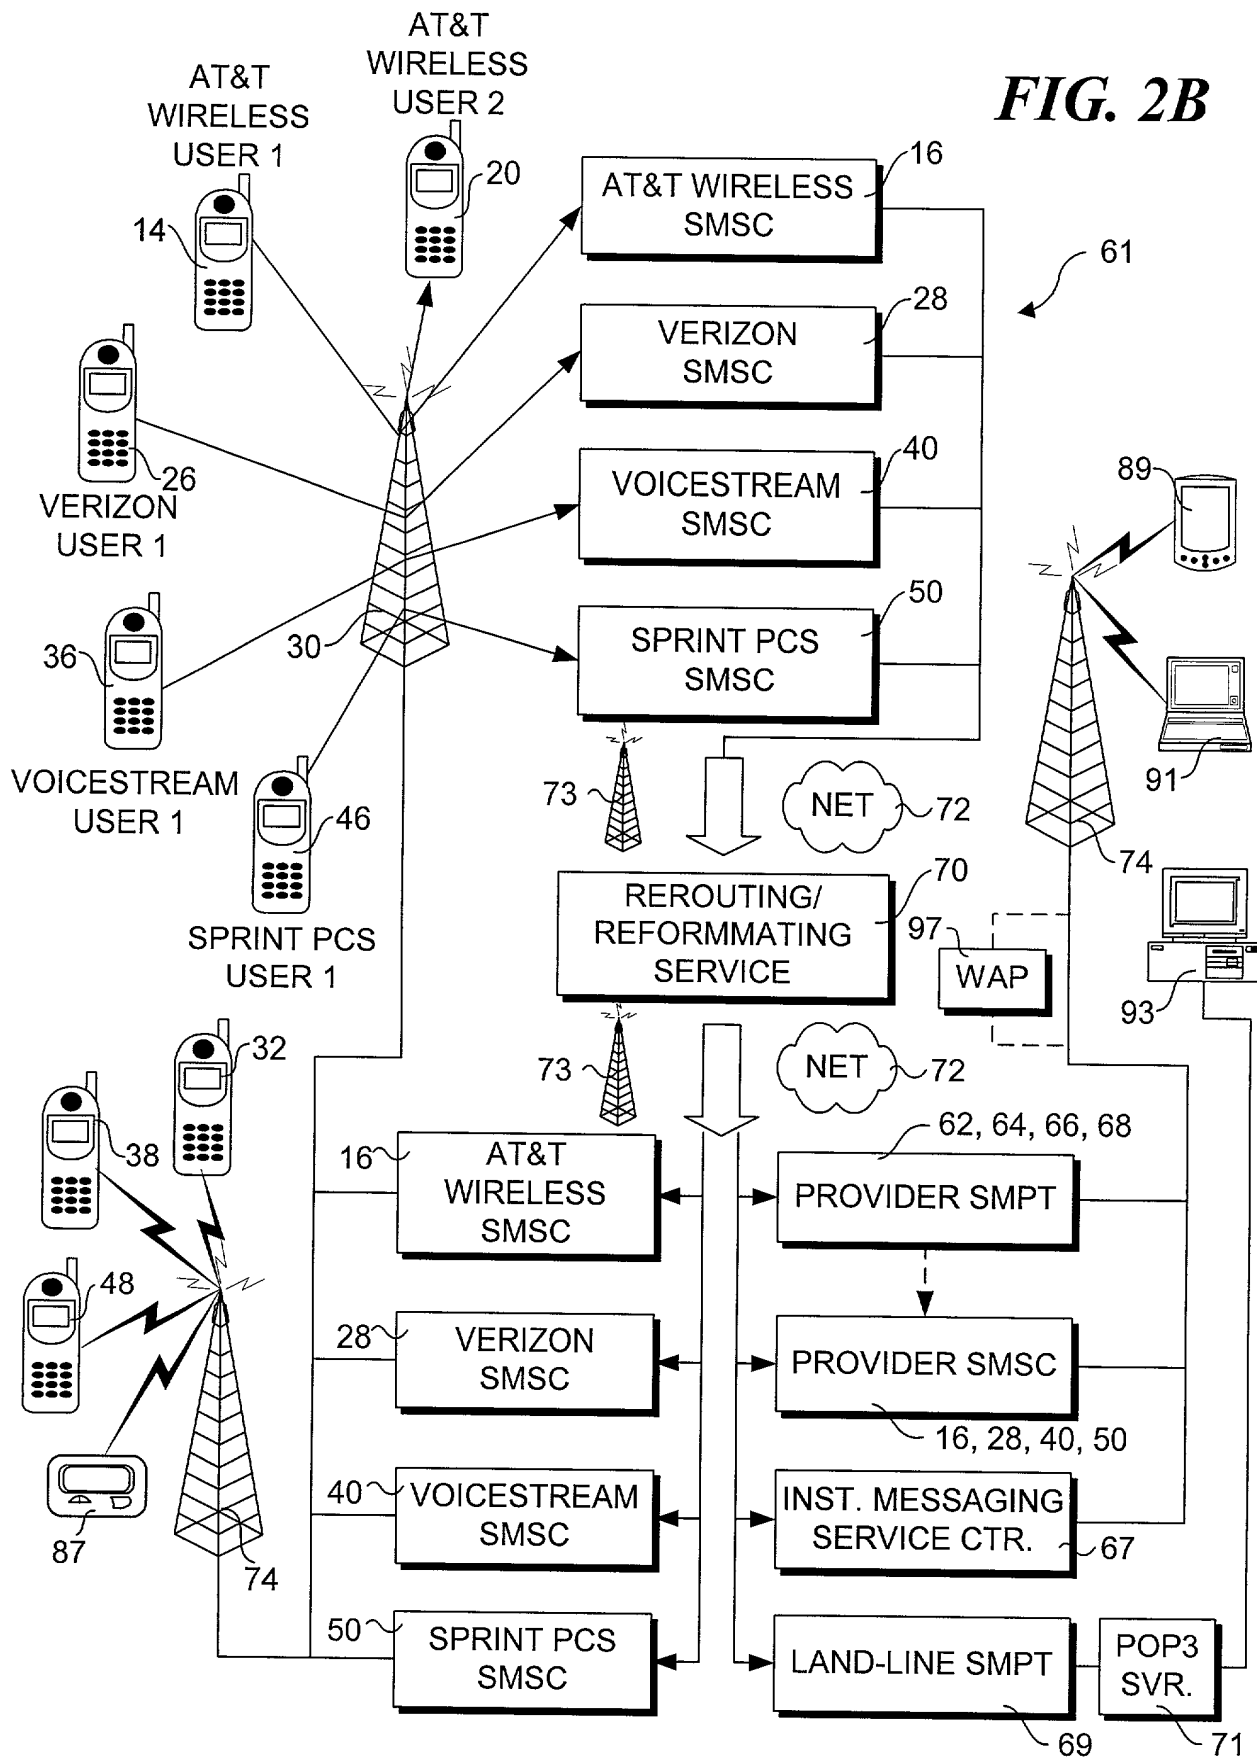 AT&T
WIRELESS
USER 2
AT&T
WIRELESS
USER 1
FIG. 2B
14
20
AT&T WIRELESS
SMSC
16
61
VERIZON
SMSC
28
26
VERIZON
USER 1
VOICESTREAM
SMSC
40
89
36
30
SPRINT PCS
SMSC
50
VOICESTREAM
USER 1
91
73
NET
72
46
74
SPRINT PCS
USER 1
REROUTING/
REFORMMATING
SERVICE
70
97
WAP
93
32
38
73
NET
72
62, 64, 66, 68
16
AT&T
WIRELESS
SMSC
PROVIDER SMPT
48
28
VERIZON
SMSC
PROVIDER SMSC
16, 28, 40, 50
87
74
40
VOICESTREAM
SMSC
INST. MESSAGING
SERVICE CTR.
67
50
SPRINT PCS
SMSC
LAND-LINE SMPT
69
POP3
SVR.
71